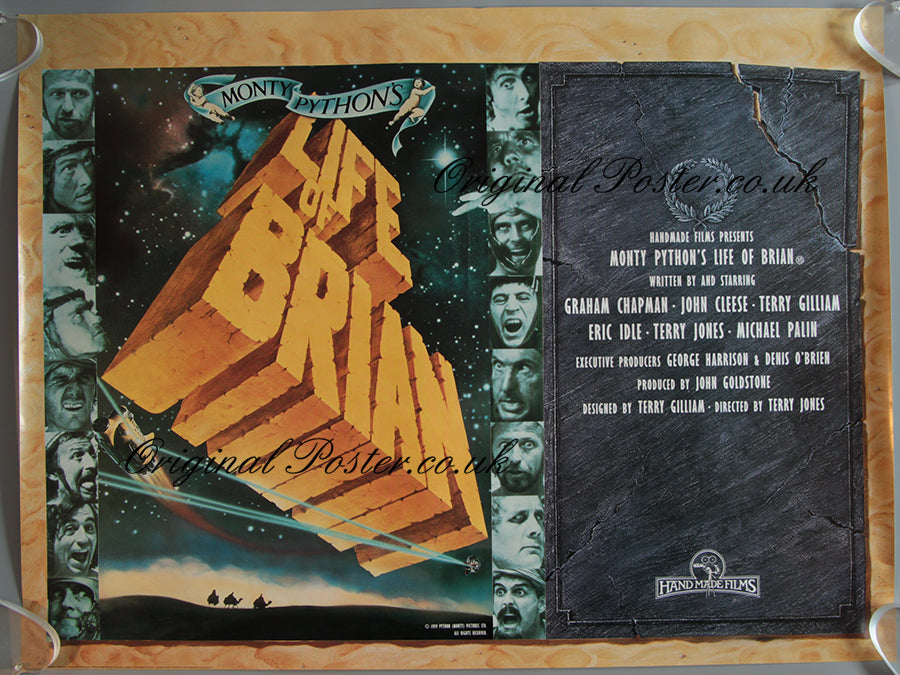 MONTY PYTHON'S
LIFE
OF
BRIAN
Original Poster.co.uk
© 1979 PYTHON (MONTY) PICTURES LTD.
ALL RIGHTS RESERVED.
Original Poster.co.uk
HANDMADE FILMS PRESENTS
MONTY PYTHON'S LIFE OF BRIAN®
WRITTEN BY AND STARRING
GRAHAM CHAPMAN · JOHN CLEESE · TERRY GILLIAM
ERIC IDLE · TERRY JONES · MICHAEL PALIN
EXECUTIVE PRODUCERS GEORGE HARRISON & DENIS O'BRIEN
PRODUCED BY JOHN GOLDSTONE
DESIGNED BY TERRY GILLIAM · DIRECTED BY TERRY JONES
HAND MADE FILMS